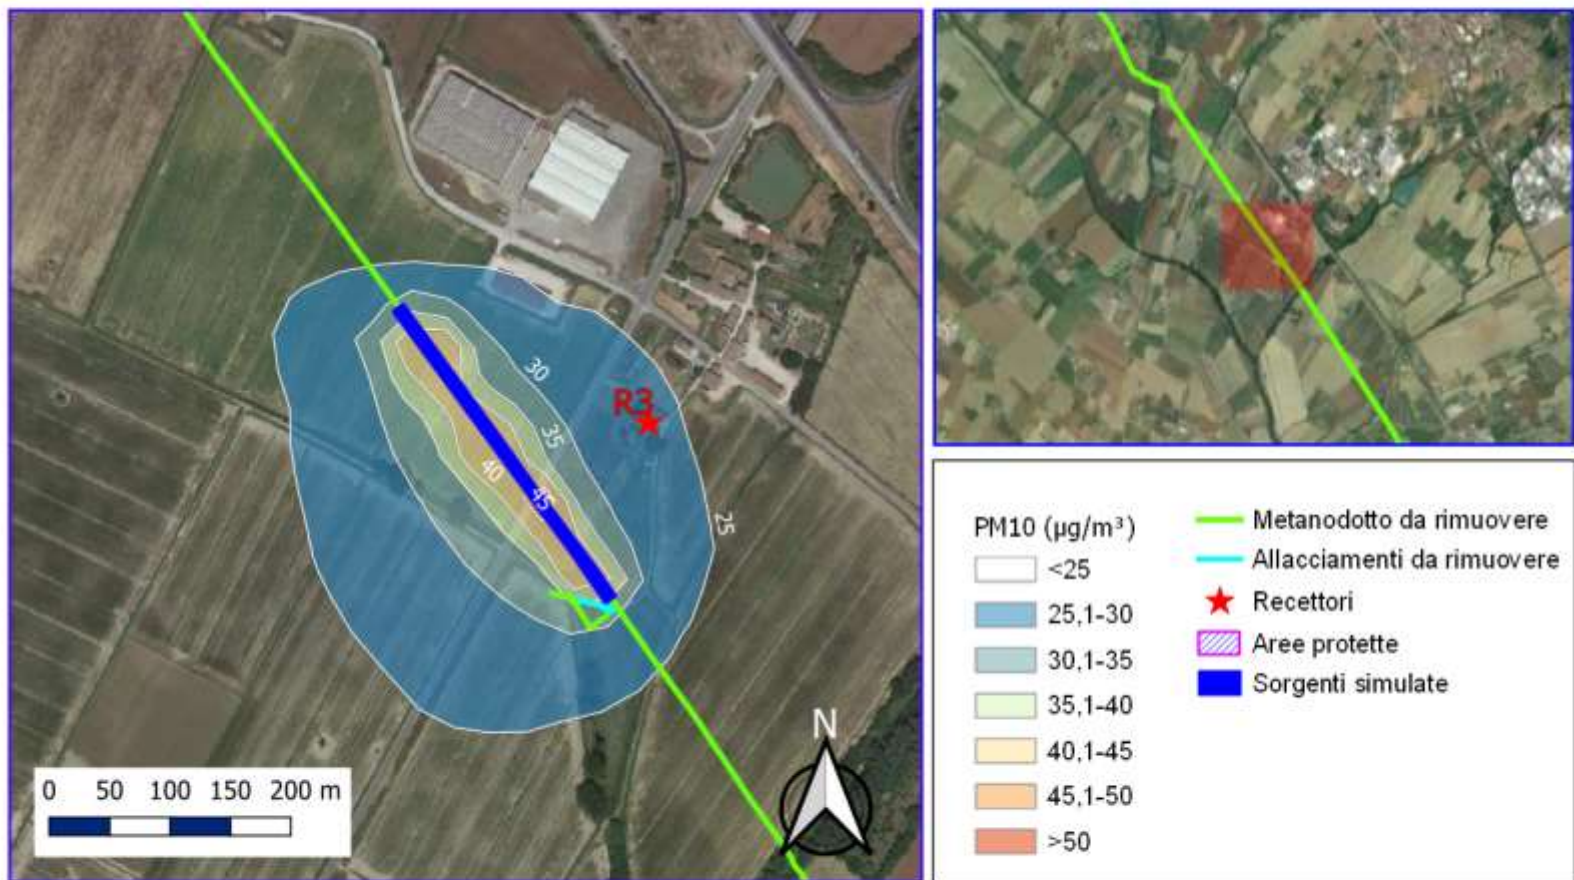 30
R3
35
40
45
25
N
0 50 100 150 200 m
PM10 (µg/m³)
<25
25,1-30
30,1-35
35,1-40
40,1-45
45,1-50
>50
Metanodotto da rimuovere
Allacciamenti da rimuovere
Recettori
Aree protette
Sorgenti simulate